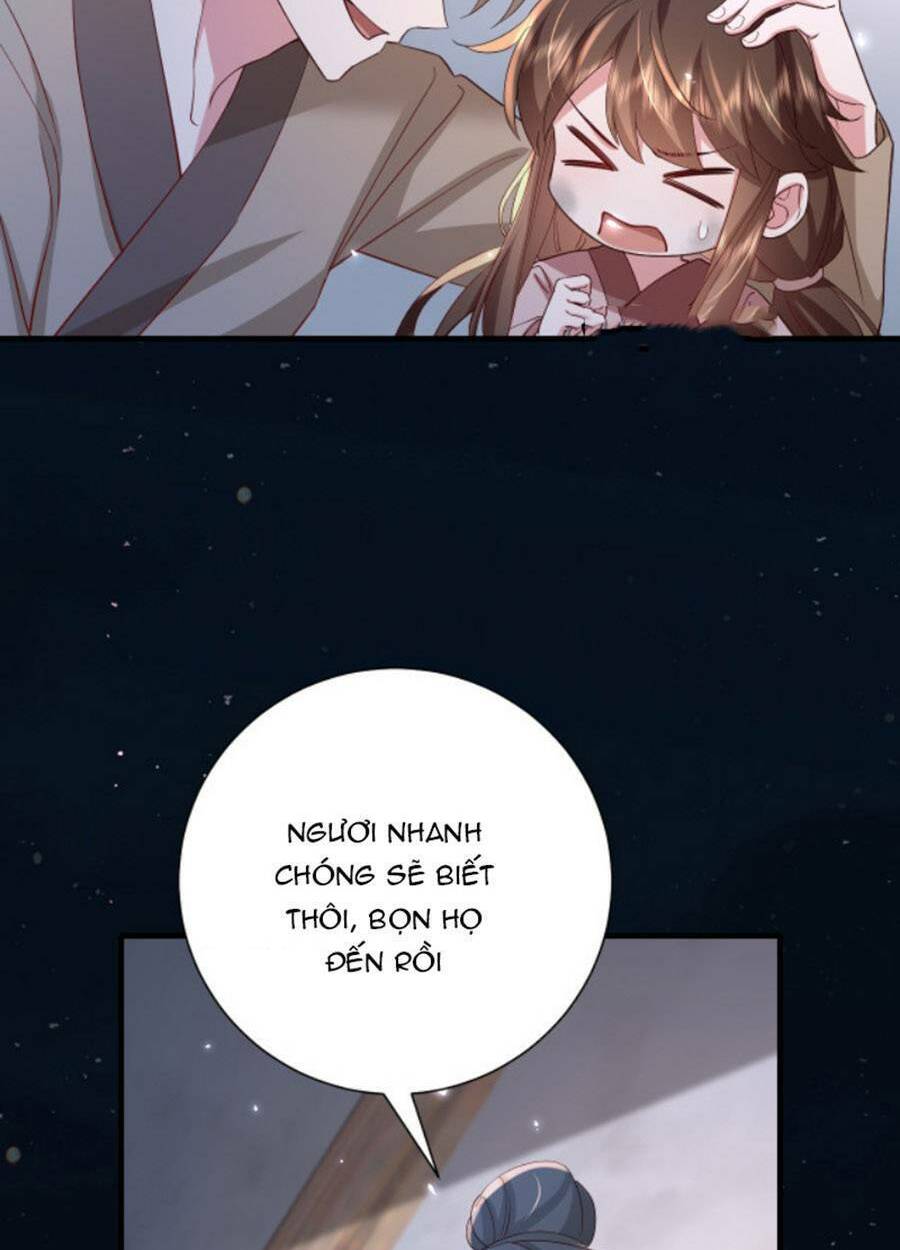 NGƯƠI NHANH
CHÓNG SẼ BIẾT
THÔI, BỌN HỌ
ĐẾN RỒI